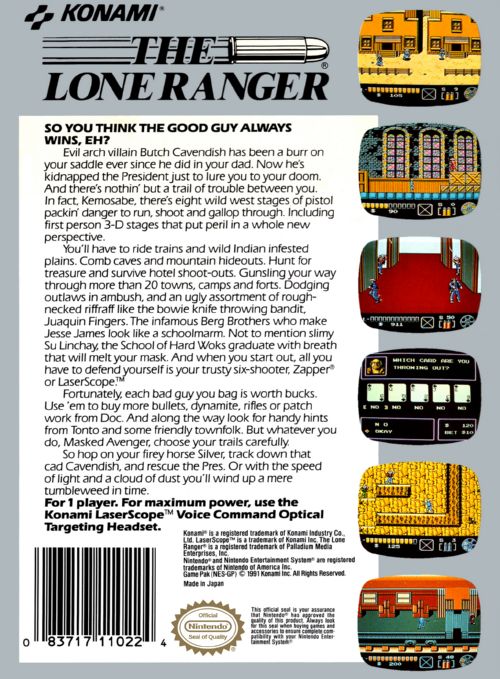 KONAMI®
THE
LONE RANGER®
SO YOU THINK THE GOOD GUY ALWAYS
WINS, EH?
Evil arch villain Butch Cavendish has been a burr on
your saddle ever since he did in your dad. Now he's
kidnapped the President just to lure you to your doom.
And there's nothin' but a trail of trouble between you.
In fact, Kemosabe, there's eight wild west stages of pistol
packin' danger to run, shoot and gallop through. Including
first person 3-D stages that put peril in a whole new
perspective.
You'll have to ride trains and wild Indian infested
plains. Comb caves and mountain hideouts. Hunt for
treasure and survive hotel shoot-outs. Gunsling your way
through more than 20 towns, camps and forts. Dodging
outlaws in ambush, and an ugly assortment of rough-
necked riffraff like the bowie knife throwing bandit,
Juaquin Fingers. The infamous Berg Brothers who make
Jesse James look like a schoolmarm. Not to mention slimy
Su Linchay, the School of Hard Woks graduate with breath
that will melt your mask. And when you start out, all you
have to defend yourself is your trusty six-shooter, Zapper®
or LaserScope.™
Fortunately, each bad guy you bag is worth bucks.
Use 'em to buy more bullets, dynamite, rifles or patch
work from Doc. And along the way look for handy hints
from Tonto and some friendly townfolk. But whatever you
do, Masked Avenger, choose your trails carefully.
So hop on your firey horse Silver, track down that
cad Cavendish, and rescue the Pres. Or with the speed
of light and a cloud of dust you'll wind up a mere
tumbleweed in time.
For 1 player. For maximum power, use the
Konami LaserScope™ Voice Command Optical
Targeting Headset.
Konami® is a registered trademark of Konami Industry Co.,
Ltd. LaserScope™ is a trademark of Konami Inc. The Lone
Ranger® is a registered trademark of Palladium Media
Enterprises, Inc.
Nintendo® and Nintendo Entertainment System® are registered
trademarks of Nintendo of America Inc.
Game Pak (NES-GP) © 1991 Konami Inc. All Rights Reserved.
Made in Japan
0 83717 11022 4
Official
Nintendo®
Seal of Quality
This official seal is your assurance
that Nintendo® has approved the
quality of this product. Always look
for this seal when buying games and
accessories to ensure complete com-
patibility with your Nintendo Enter-
tainment System®
$ 105
$ 90
S 0
S 50
$ 911
WHICH CARD ARE YOU
THROWING OUT?
NO
OKAY
$ 120
BET $10
$ 125
$ 200